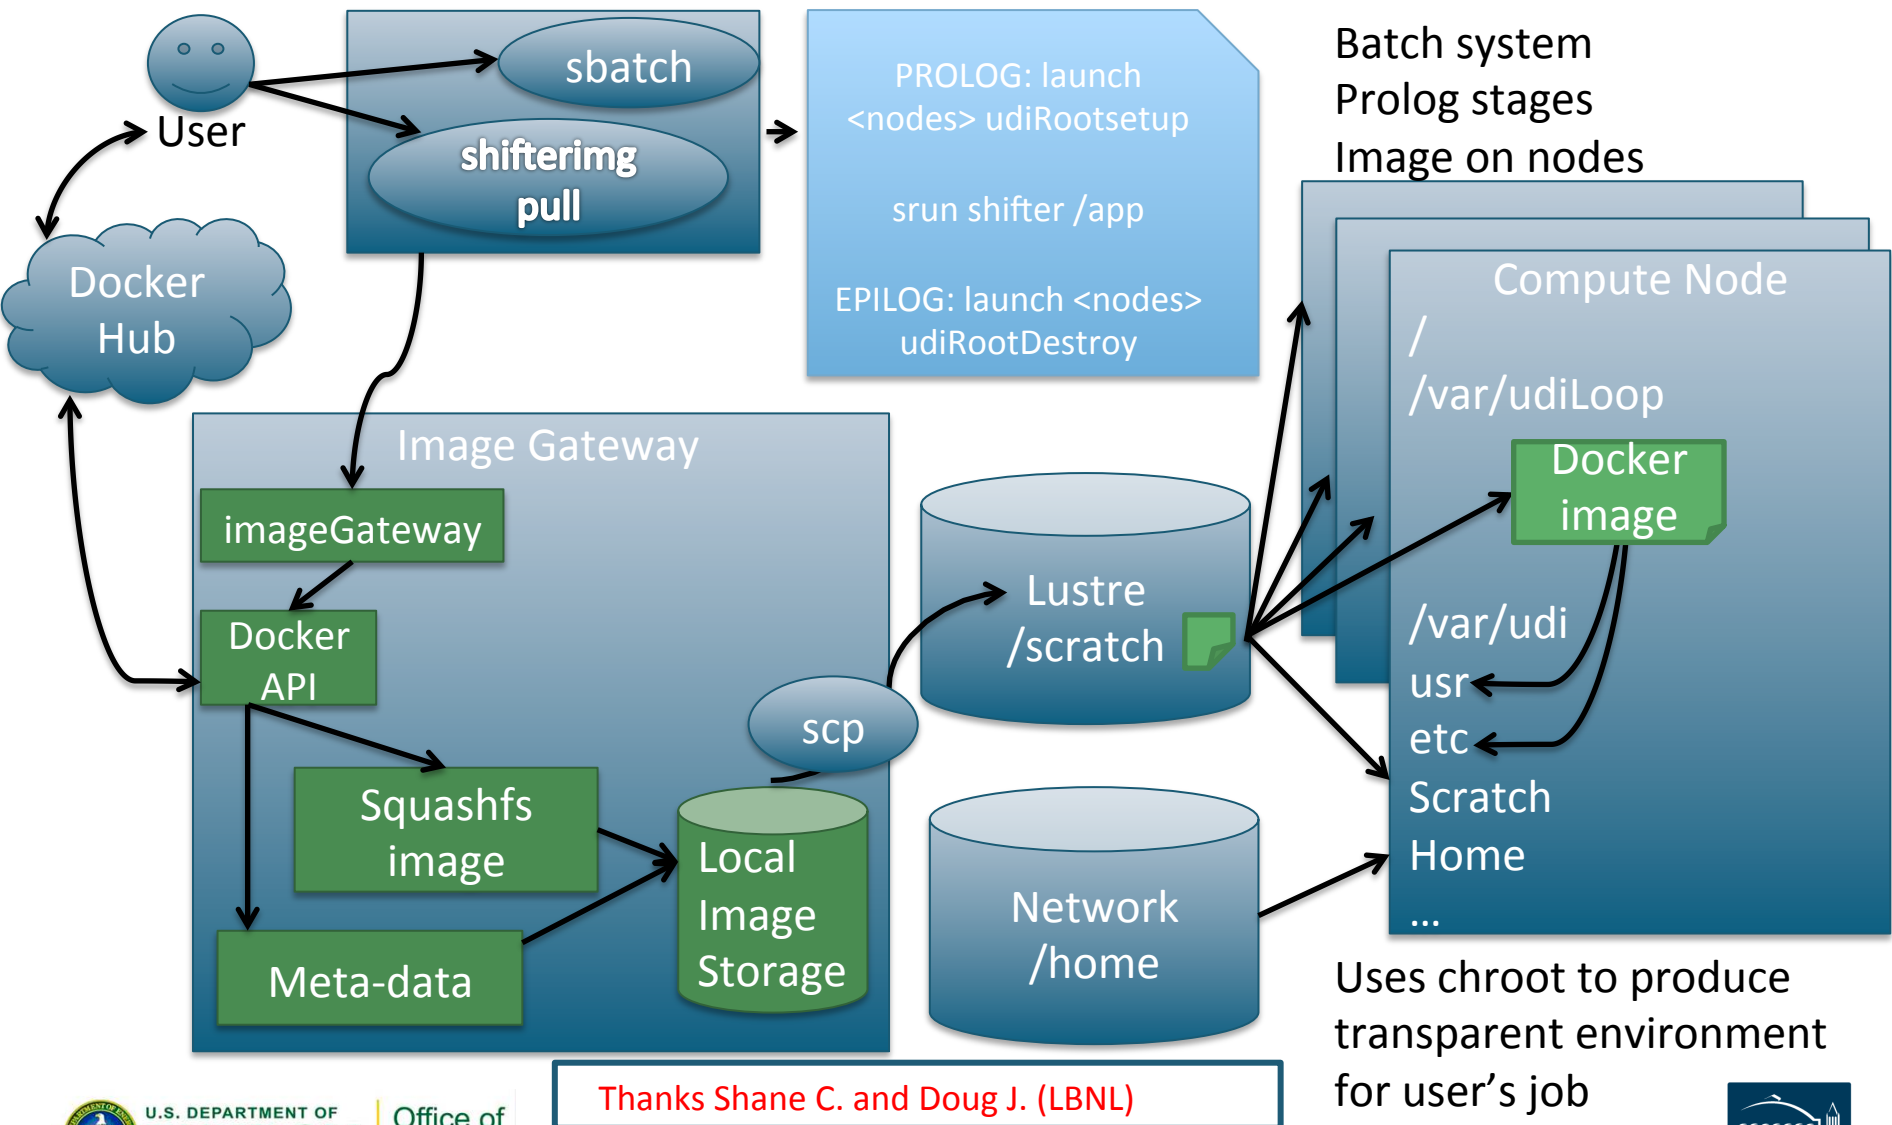 User
sbatch
shifterimg
pull
PROLOG: launch
<nodes> udiRootsetup
srun shifter /app
EPILOG: launch <nodes>
udiRootDestroy
Batch system
Prolog stages
Image on nodes
Docker
Hub
Compute Node
/
/var/udiLoop
Docker
image
/var/udi
usr
etc
Scratch
Home
...
Image Gateway
imageGateway
Docker
API
Squashfs
image
Meta-data
Local
Image
Storage
scp
Lustre
/scratch
Network
/home
Uses chroot to produce
transparent environment
for user's job
Thanks Shane C. and Doug J. (LBNL)
U.S. DEPARTMENT OF
Office of